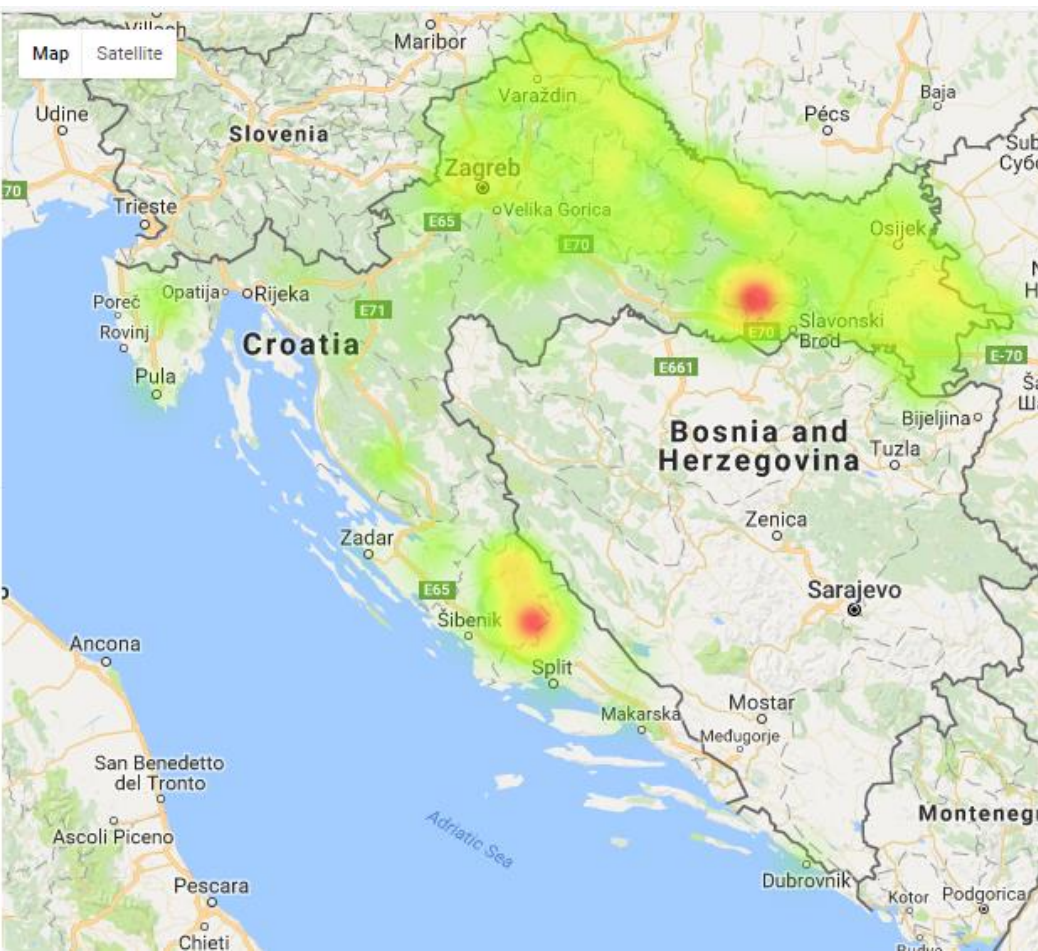 Villach
Map
Satellite
Maribor
Varaždin
Baja
Pécs
Udine
Slovenia
Sub
Субо
Zagreb
70
Velika Gorica
Trieste
E65
Osijek
E70
Opatija
Rijeka
Poreč
E71
Rovinj
Croatia
E70
Slavonski
Brod
E661
E-70
Pula
Bijeljina
Bosnia and
Herzegovina
Tuzla
Zenica
Zadar
E65
Sarajevo
Šibenik
Ancona
Split
Mostar
Makarska
Međugorje
San Benedetto
del Tronto
Adriatic Sea
Montenegr
Ascoli Piceno
Pescara
Dubrovnik
Kotor
Podgorica
Chieti